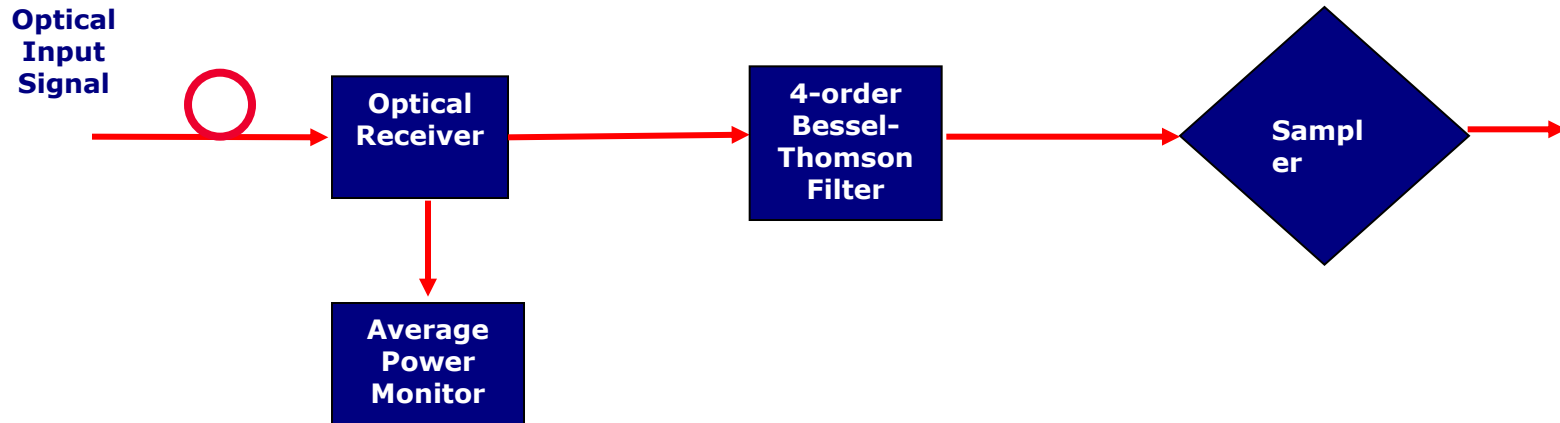 Optical
Input
Signal
Optical
Receiver
4-order
Bessel-
Thomson
Filter
Sampl
er
Average
Power
Monitor